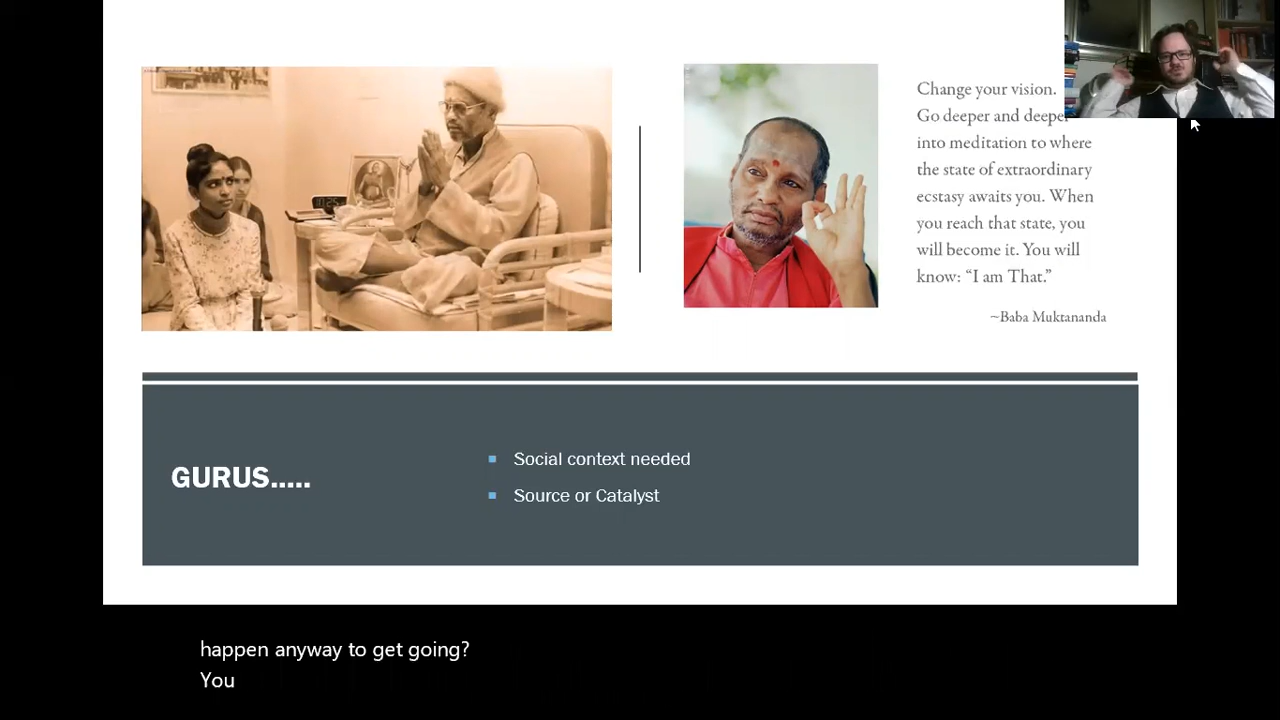 Change your vision.
Go deeper and deeper
into meditation to where
the state of extraordinary
ecstasy awaits you. When
you reach that state, you
will become it. You will
know: “I am That.”
~Baba Muktananda
GURUS.....
Social context needed
Source or Catalyst
happen anyway to get going?
You